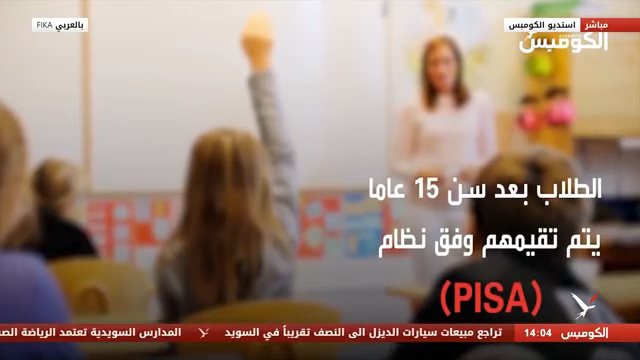 مباشر استديو الكومبس
بالعربي FIKA
الكومبس
الطلاب بعد سن 15 عاما
يتم تقيمهم وفق نظام
(PISA)
الكومبس 14:04 تراجع مبيعات سيارات الديزل الى النصف تقريباً في السويد المدارس السويدية تعتمد الرياضة